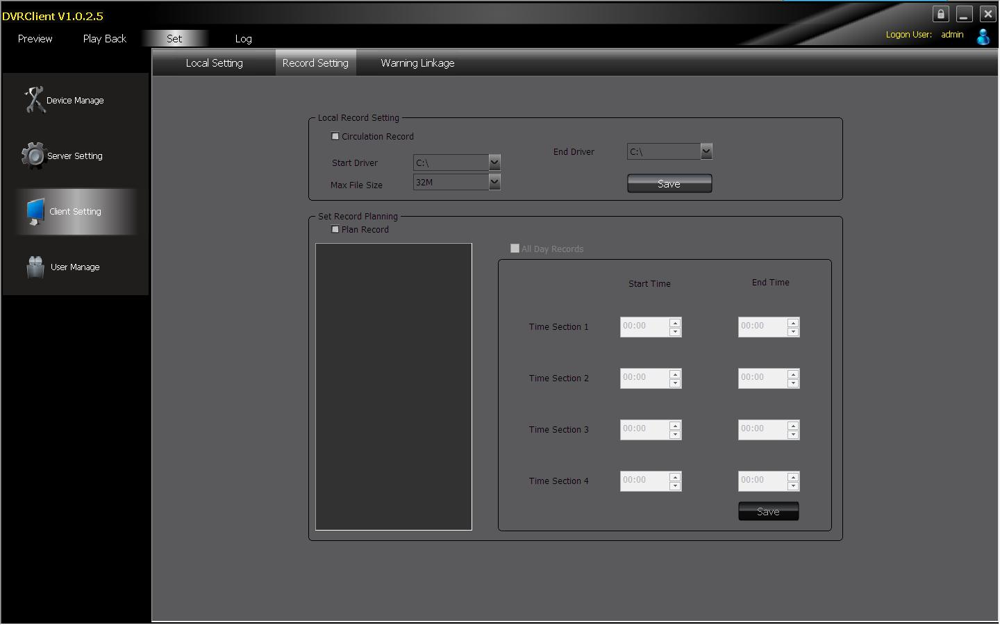 DVRClient V1.0.2.5
Logon User: admin
Preview Play Back Set Log
Local Setting Record Setting Warning Linkage
Device Manage
Server Setting
Client Setting
User Manage
Local Record Setting
Circulation Record
Start Driver C:\ End Driver C:\
Max File Size 32M Save
Set Record Planning
Plan Record
All Day Records
Start Time End Time
Time Section 1 00:00 00:00
Time Section 2 00:00 00:00
Time Section 3 00:00 00:00
Time Section 4 00:00 00:00
Save